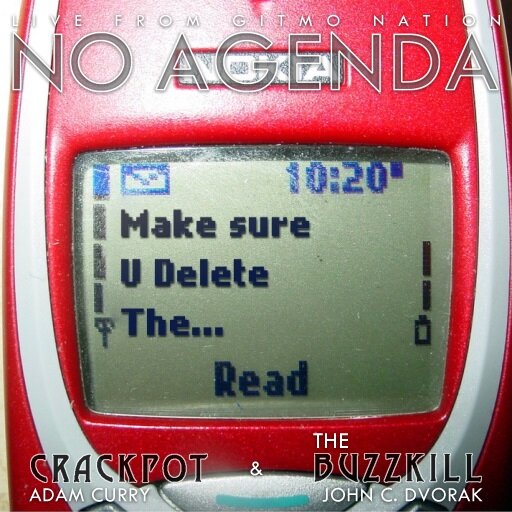 LIVE FROM GITMO NATION
NO AGENDA
10:20
Make sure
U Delete
The...
Read
CRACKPOT & THE BUZZKILL
ADAM CURRY JOHN C. DVORAK